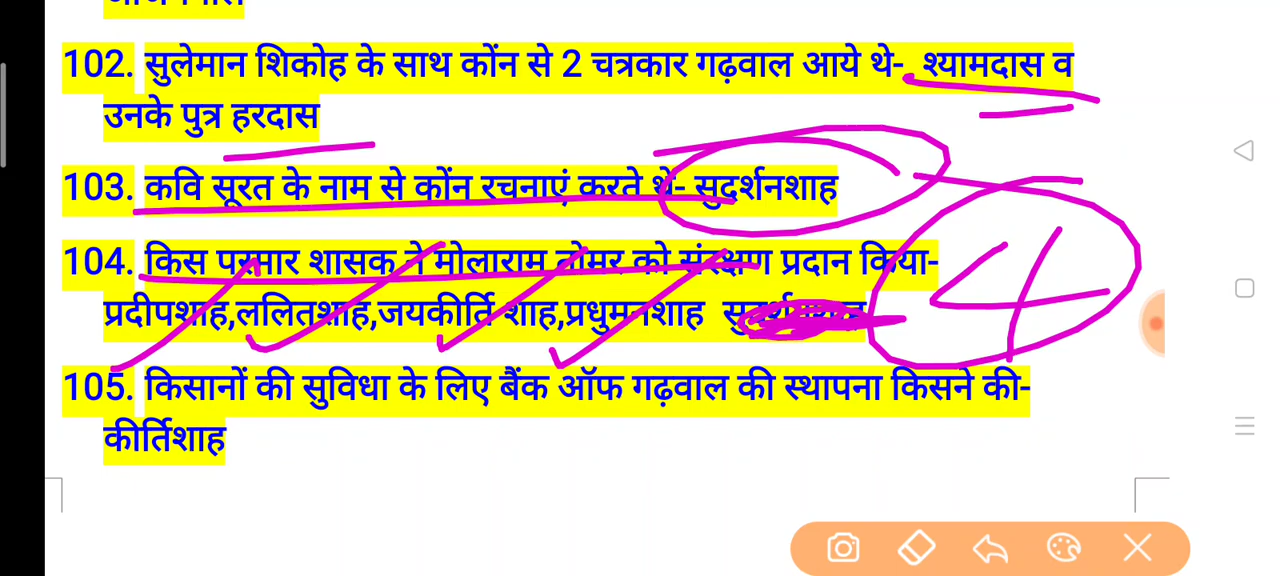 102. सुलेमान शिकोह के साथ कोंन से 2 चत्रकार गढ़वाल आये थे- श्यामदास व
उनके पुत्र हरदास
103. कवि सूरत के नाम से कोंन रचनाएं करते थे- सुदर्शनशाह
104. किस परमार शासक ने मोलाराम तोमर को संरक्षण प्रदान किया-
प्रदीपशाह,ललितशाह,जयकीर्ति शाह,प्रधुमनशाह
4
105. किसानों की सुविधा के लिए बैंक ऑफ गढ़वाल की स्थापना किसने की-
कीर्तिशाह